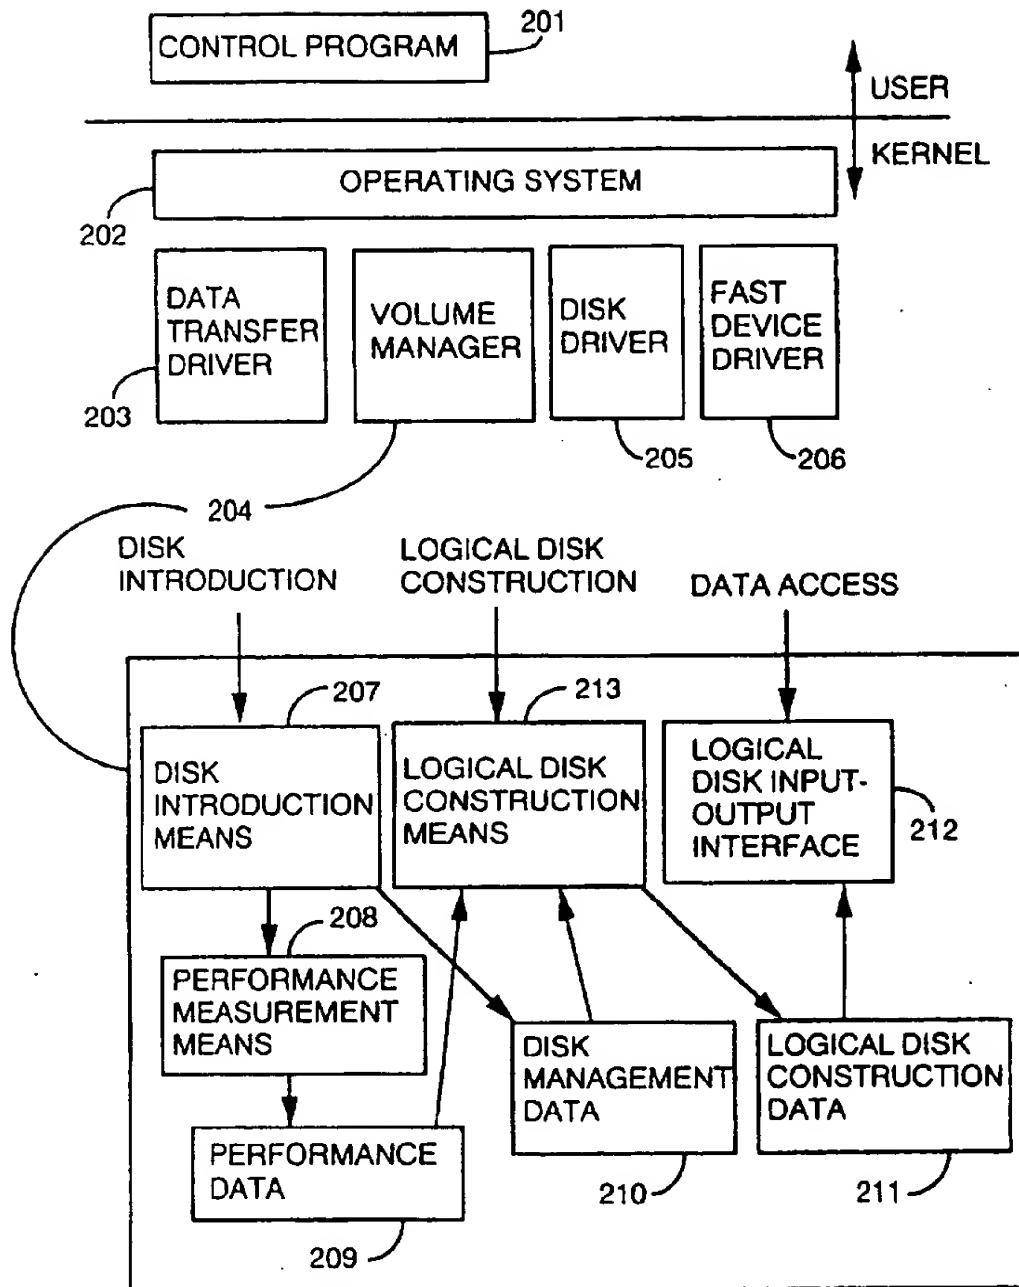 CONTROL PROGRAM
201
USER
KERNEL
OPERATING SYSTEM
202
DATA
TRANSFER
DRIVER
VOLUME
MANAGER
DISK
DRIVER
FAST
DEVICE
DRIVER
203
205
206
204
DISK
INTRODUCTION
LOGICAL DISK
CONSTRUCTION
DATA ACCESS
207
213
DISK
INTRODUCTION
MEANS
LOGICAL DISK
CONSTRUCTION
MEANS
LOGICAL
DISK INPUT-
OUTPUT
INTERFACE
212
208
PERFORMANCE
MEASUREMENT
MEANS
DISK
MANAGEMENT
DATA
LOGICAL DISK
CONSTRUCTION
DATA
PERFORMANCE
DATA
210
211
209